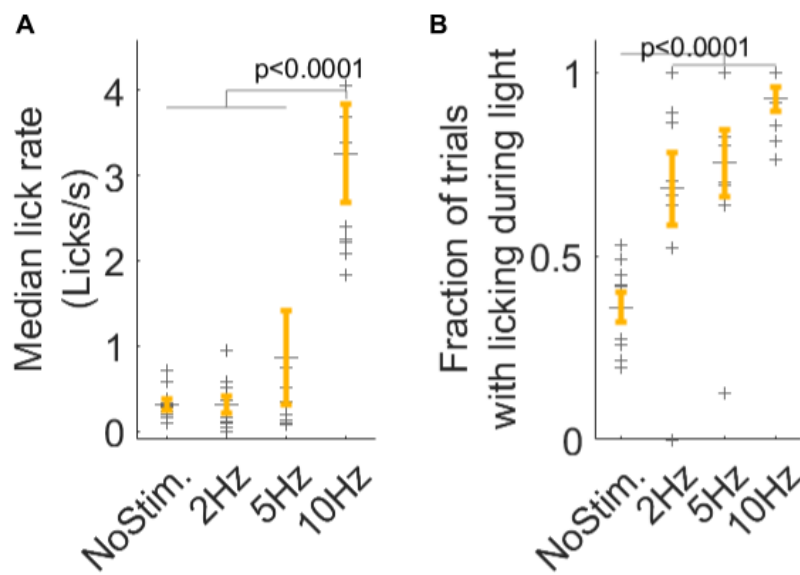 A
Median lick rate
(Licks/s)
4
3
2
1
0
p<0.0001
NoStim.
2Hz
5Hz
10Hz
B
Fraction of trials
with licking during light
1
0.5
0
p<0.0001
NoStim.
2Hz
5Hz
10Hz